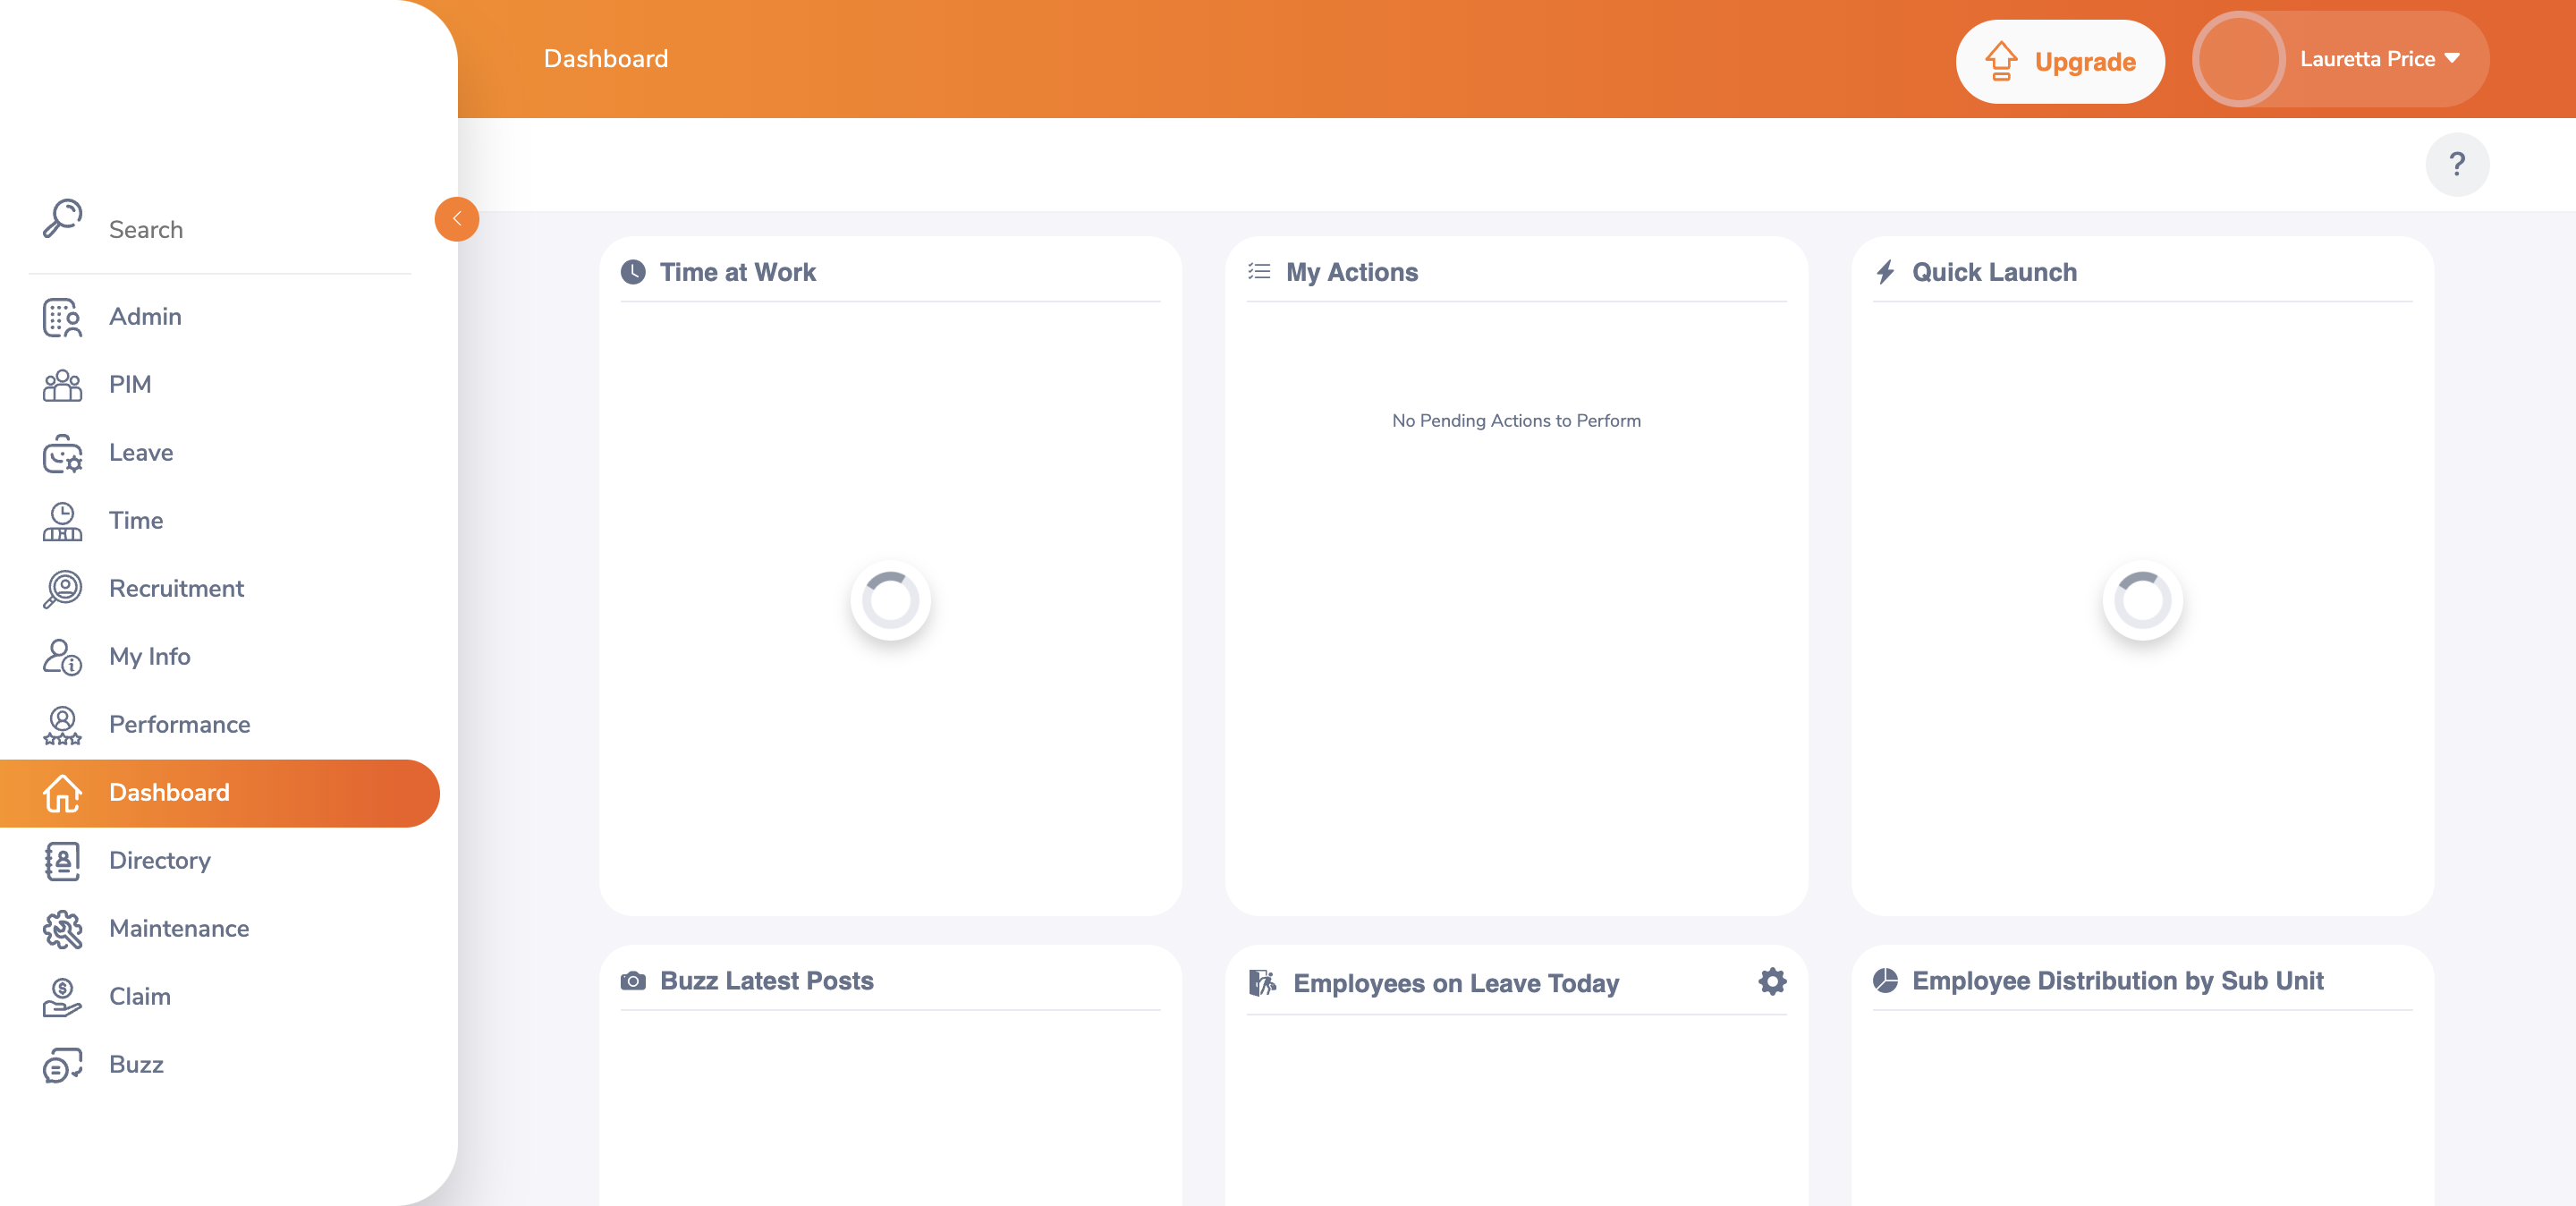 Dashboard
Upgrade
Lauretta Price
?
Search
Admin
PIM
Leave
Time
Recruitment
My Info
Performance
Dashboard
Directory
Maintenance
Claim
Buzz
Time at Work
My Actions
No Pending Actions to Perform
Quick Launch
Buzz Latest Posts
Employees on Leave Today
Employee Distribution by Sub Unit